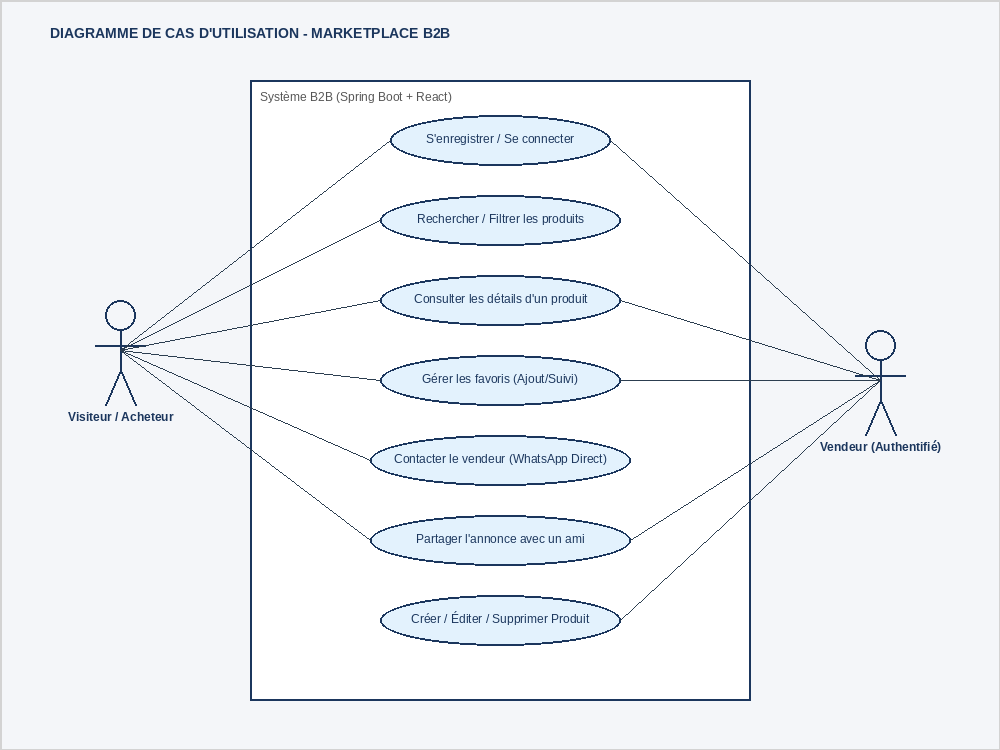 DIAGRAMME DE CAS D'UTILISATION - MARKETPLACE B2B
Système B2B (Spring Boot + React)
S'enregistrer / Se connecter
Rechercher / Filtrer les produits
Consulter les détails d'un produit
Gérer les favoris (Ajout/Suivi)
Visiteur / Acheteur
Vendeur (Authentifié)
Contacter le vendeur (WhatsApp Direct)
Partager l'annonce avec un ami
Créer / Éditer / Supprimer Produit